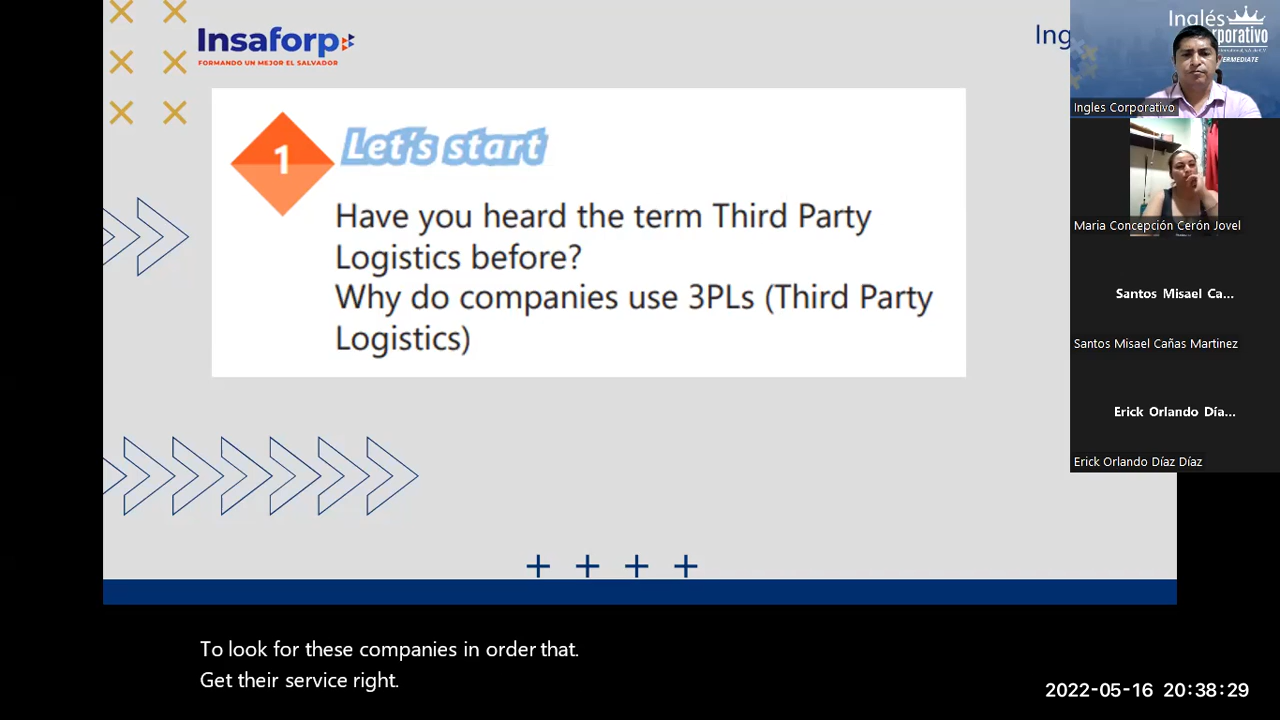 Insaforp
FORMANDO UN MEJOR EL SALVADOR
Ing
1
Let's start
Have you heard the term Third Party
Logistics before?
Why do companies use 3PLs (Third Party
Logistics)
Inglés
orporativo
Ingles Corporativo
Maria Concepción Cerón Jovel
Santos Misael Ca...
Santos Misael Cañas Martinez
Erick Orlando Día...
Erick Orlando Díaz Díaz
To look for these companies in order that.
Get their service right.
2022-05-16 20:38:29